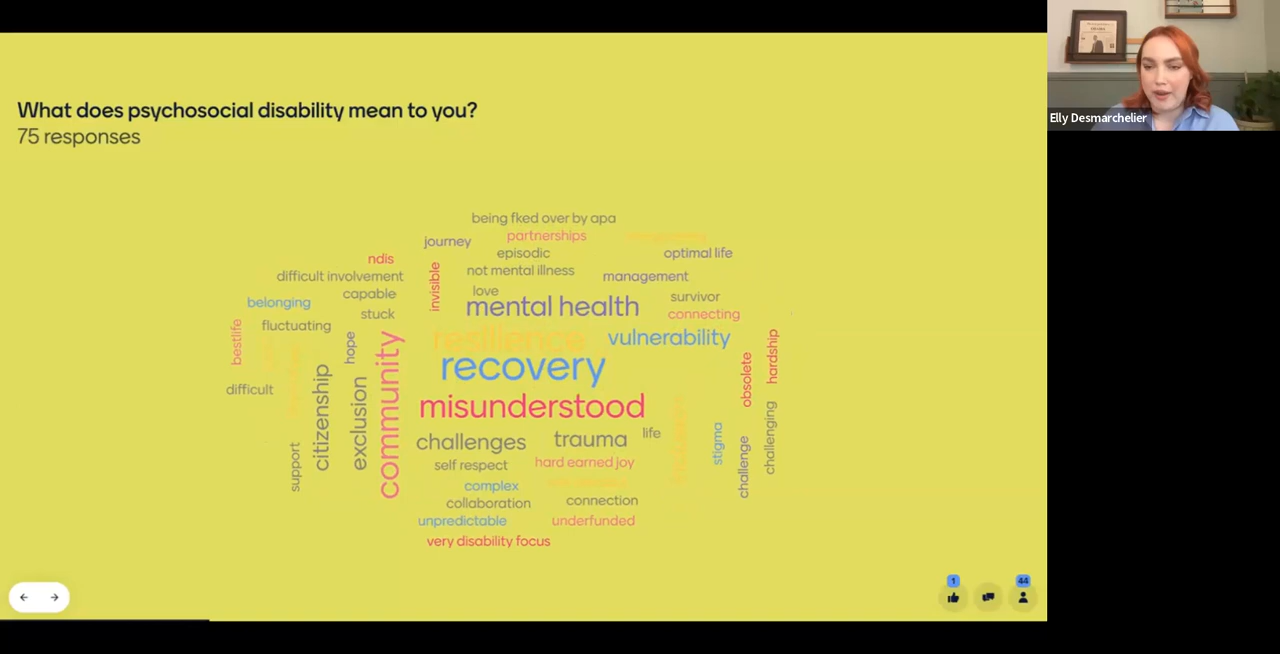 What does psychosocial disability mean to you?
75 responses
being fked over by apa
partnerships
journey
episodic
optimal life
ndis
difficult involvement
invisible
not mental illness
management
capable
love
belonging
mental health
survivor
stuck
connecting
fluctuating
bestlife
hope
resilience
vulnerability
recovery
hardship
obsolete
difficult
citizenship
exclusion
community
misunderstood
challenges
trauma
life
stigma
challenging
challenge
support
self respect
hard earned joy
complex
collaboration
connection
unpredictable
underfunded
very disability focus
1
44
Elly Desmarchelier